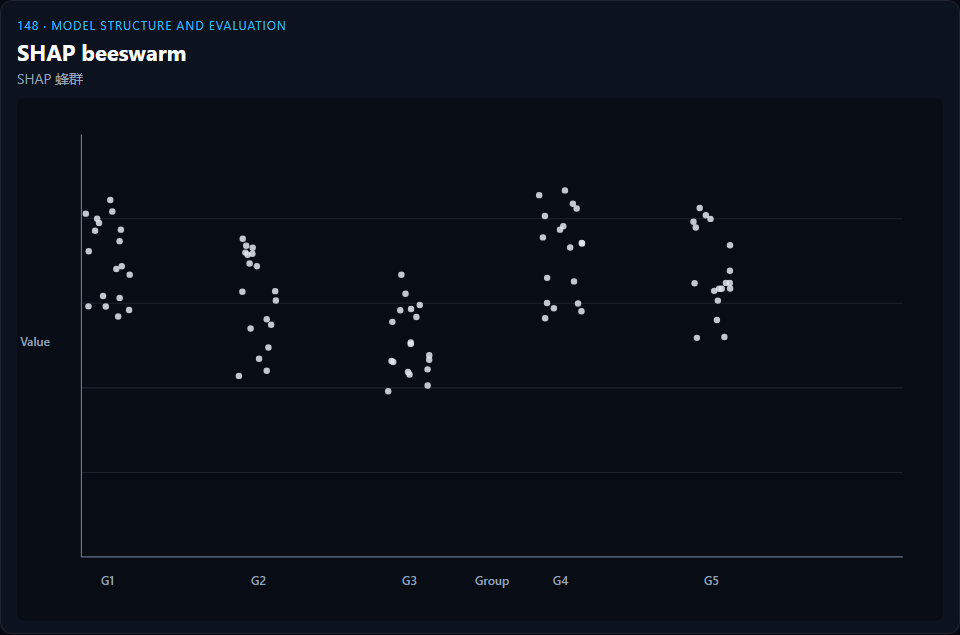 148 · MODEL STRUCTURE AND EVALUATION
SHAP beeswarm
SHAP 蜂群
Value
G1
G2
G3
Group
G4
G5